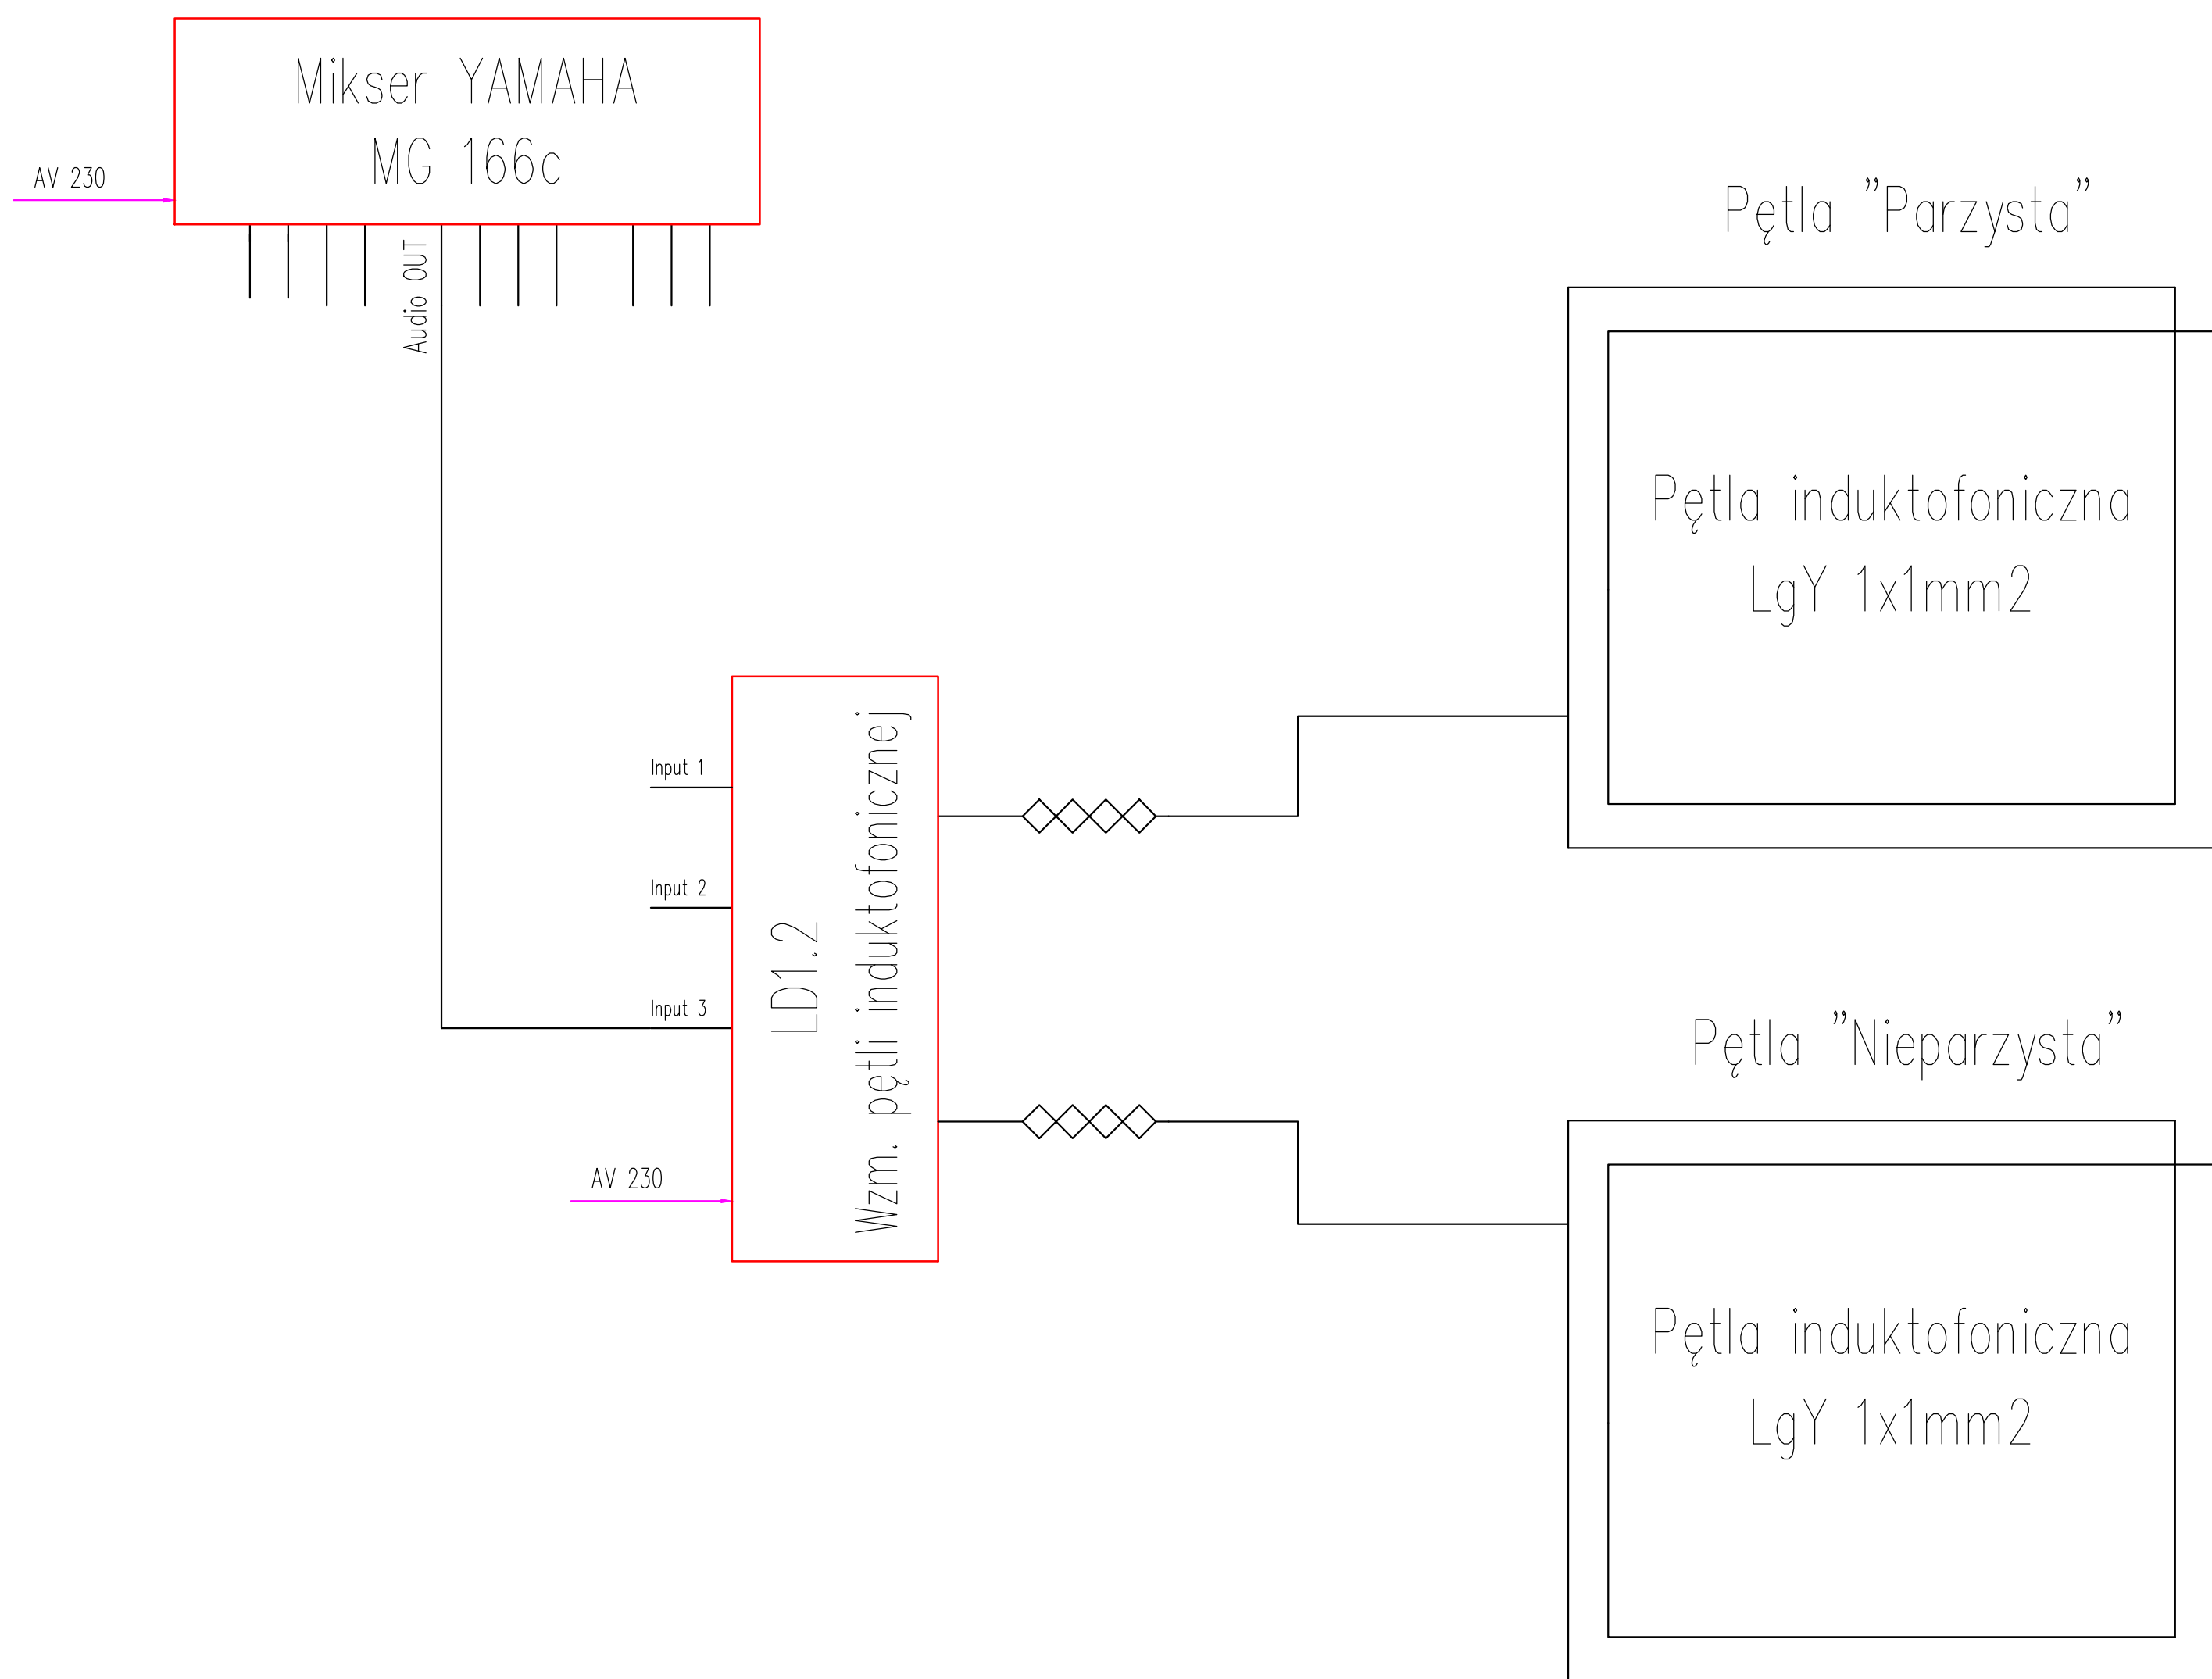 Mikser YAMAHA
MG 166c
AV 230
Audio OUT
Pętla "Parzysta"
Pętla induktofoniczna
LgY 1x1mm2
Input 1
Input 2
Input 3
LD1.2
Wzm. pętli induktofonicznej
AV 230
Pętla "Nieparzysta"
Pętla induktofoniczna
LgY 1x1mm2